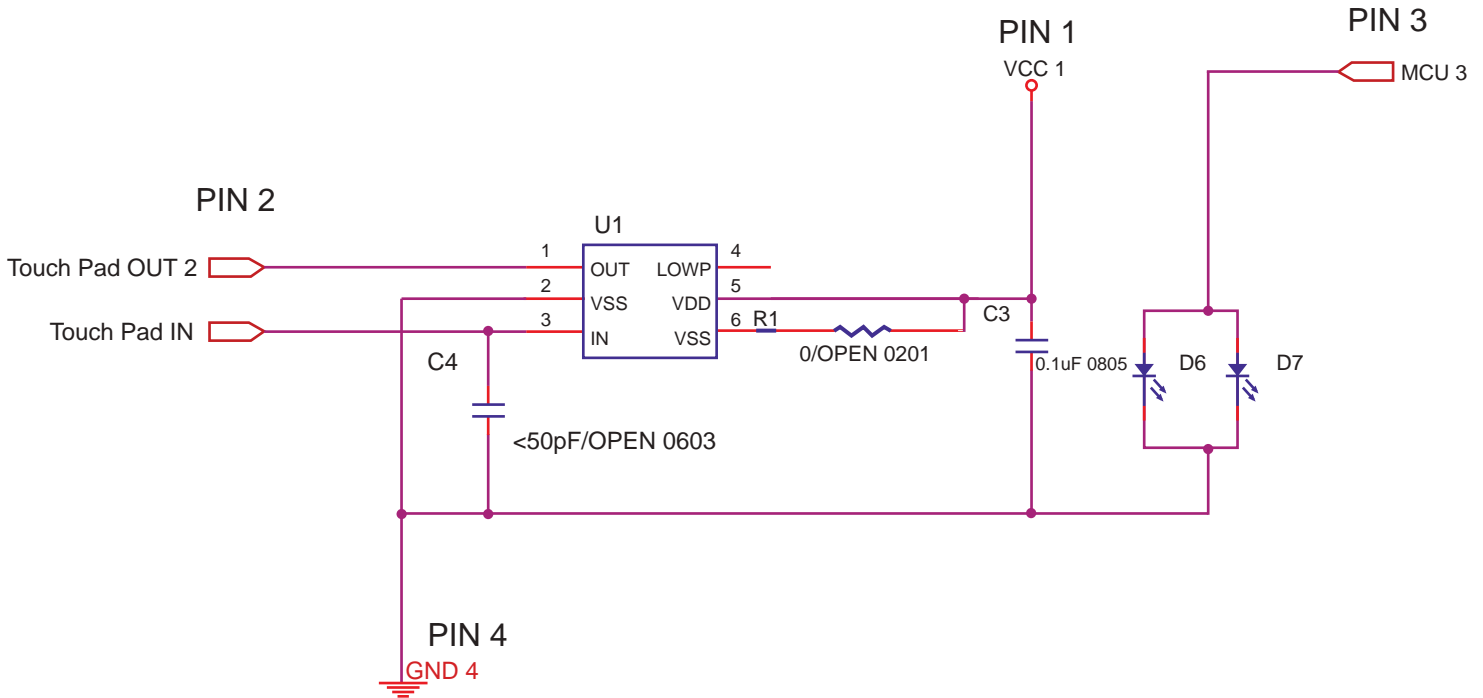 PIN 3
PIN 1
VCC 1
MCU 3
PIN 2
U1
Touch Pad OUT 2
1
OUT
LOWP
4
2
VSS
VDD
5
Touch Pad IN
3
IN
VSS
6
R1
0/OPEN 0201
C3
0.1uF 0805
D6
D7
C4
<50pF/OPEN 0603
PIN 4
GND 4